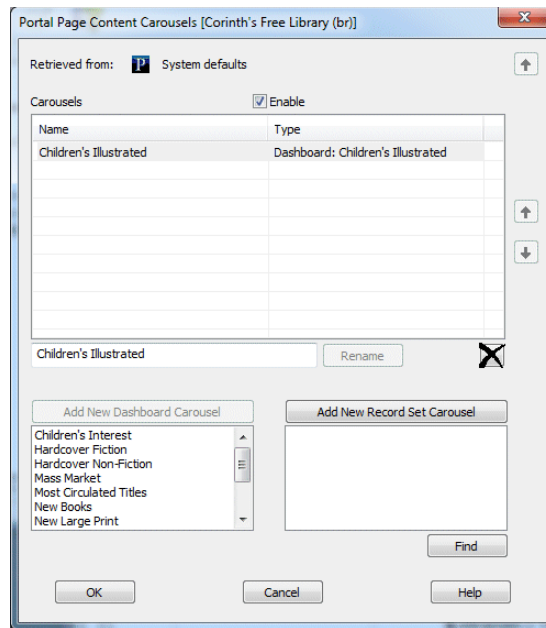 Portal Page Content Carousels [Corinth's Free Library (br)]
Retrieved from: P System defaults
Carousels Enable
Name Type
Children's Illustrated Dashboard: Children's Illustrated
Children's Illustrated Rename
Add New Dashboard Carousel Add New Record Set Carousel
Children's Interest
Hardcover Fiction
Hardcover Non-Fiction
Mass Market
Most Circulated Titles
New Books
New Large Print
Find
OK Cancel Help